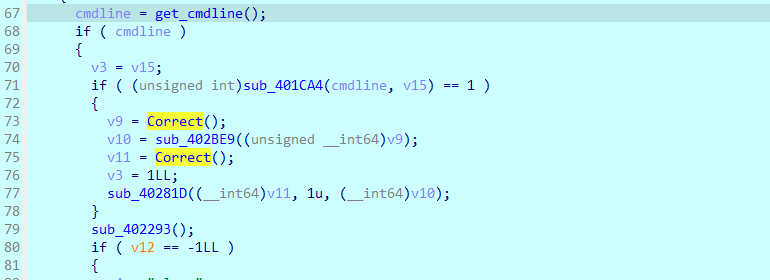 67 cmdline = get_cmdline();
68 if ( cmdline )
69 {
70 v3 = v15;
71 if ( (unsigned int)sub_401CA4(cmdline, v15) == 1 )
72 {
73 v9 = Correct();
74 v10 = sub_402BE9((unsigned __int64)v9);
75 v11 = Correct();
76 v3 = 1LL;
77 sub_40281D((__int64)v11, 1u, (__int64)v10);
78 }
79 sub_402293();
80 if ( v12 == -1LL )
81 {